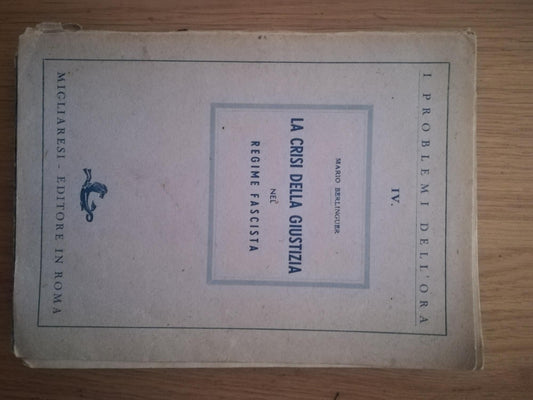 I PROBLEMI DELL'ORA
IV.
MARIO BERLINGUER
LA CRISI DELLA GIUSTIZIA
NEL
REGIME FASCISTA
MIGLIARESI - EDITORE IN ROMA